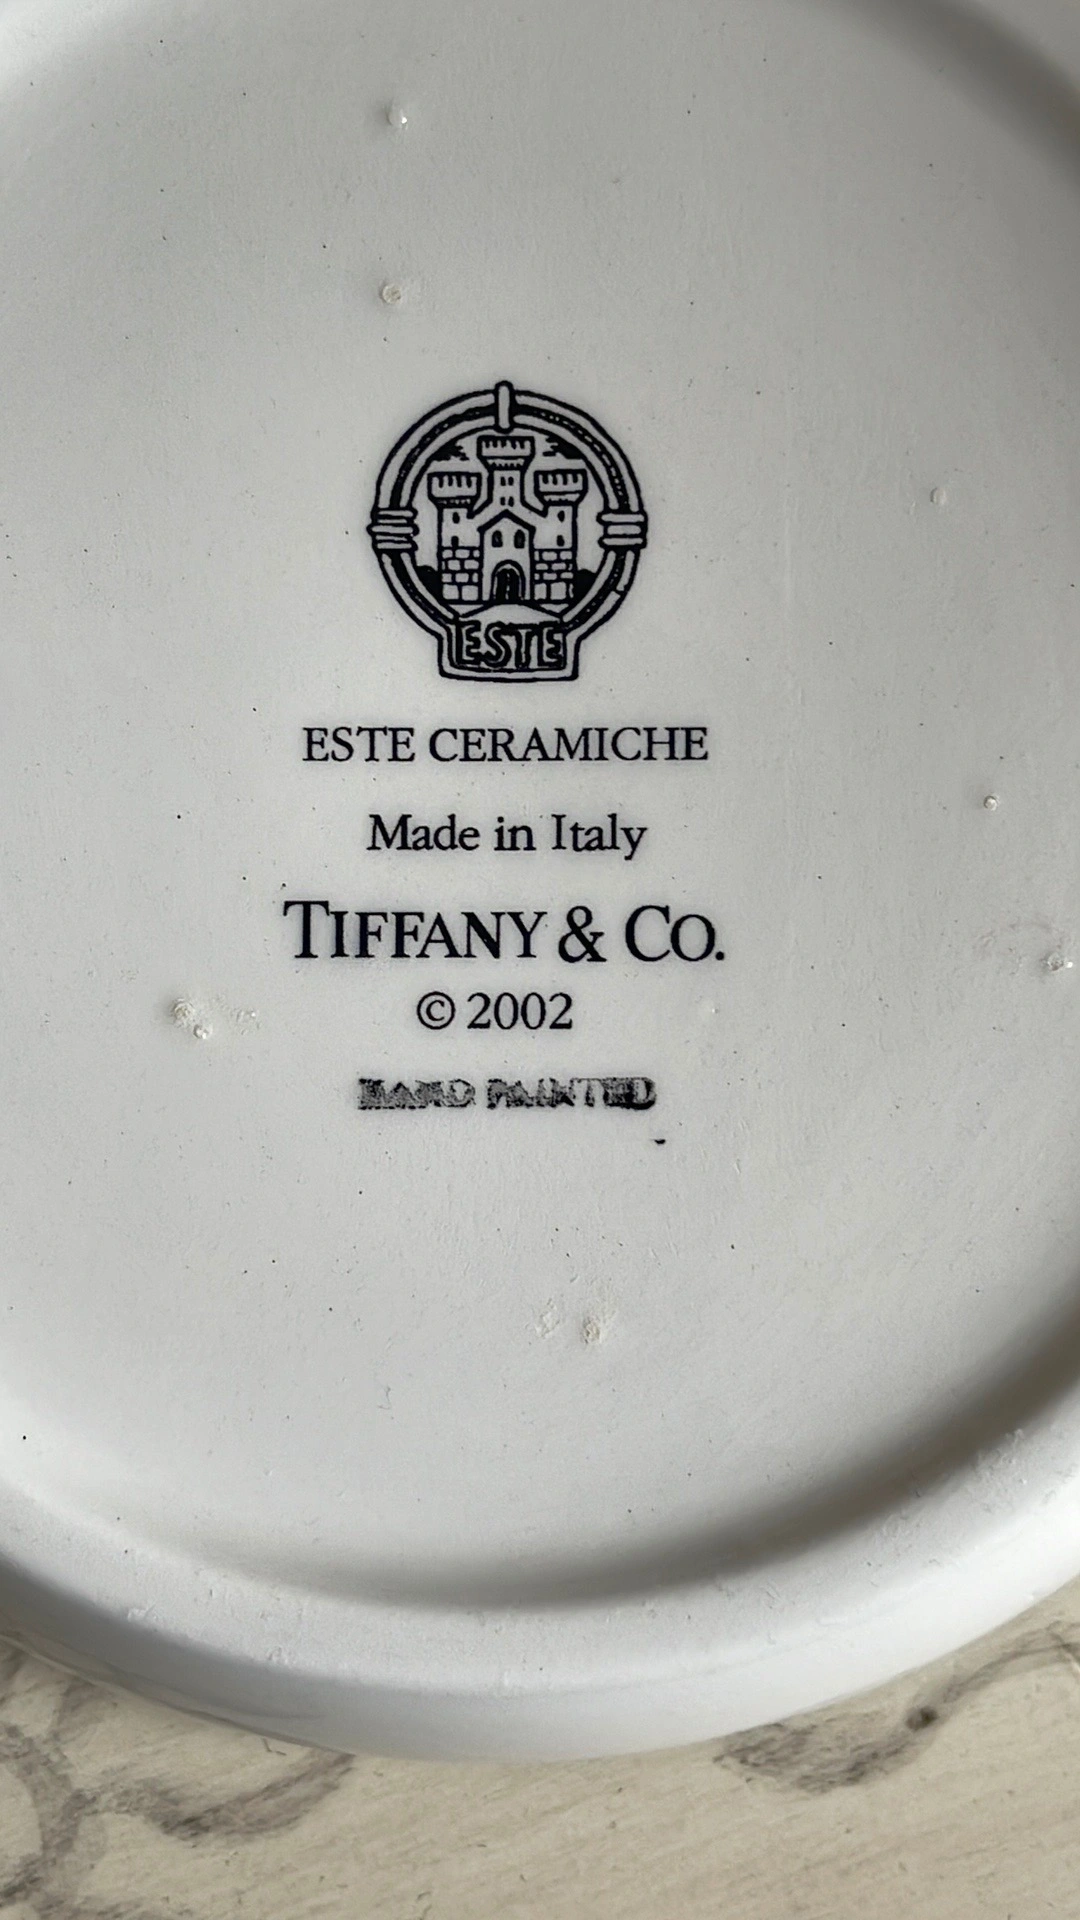 ESTE
ESTE CERAMICHE
Made in Italy
TIFFANY & CO.
© 2002
HAND PAINTED